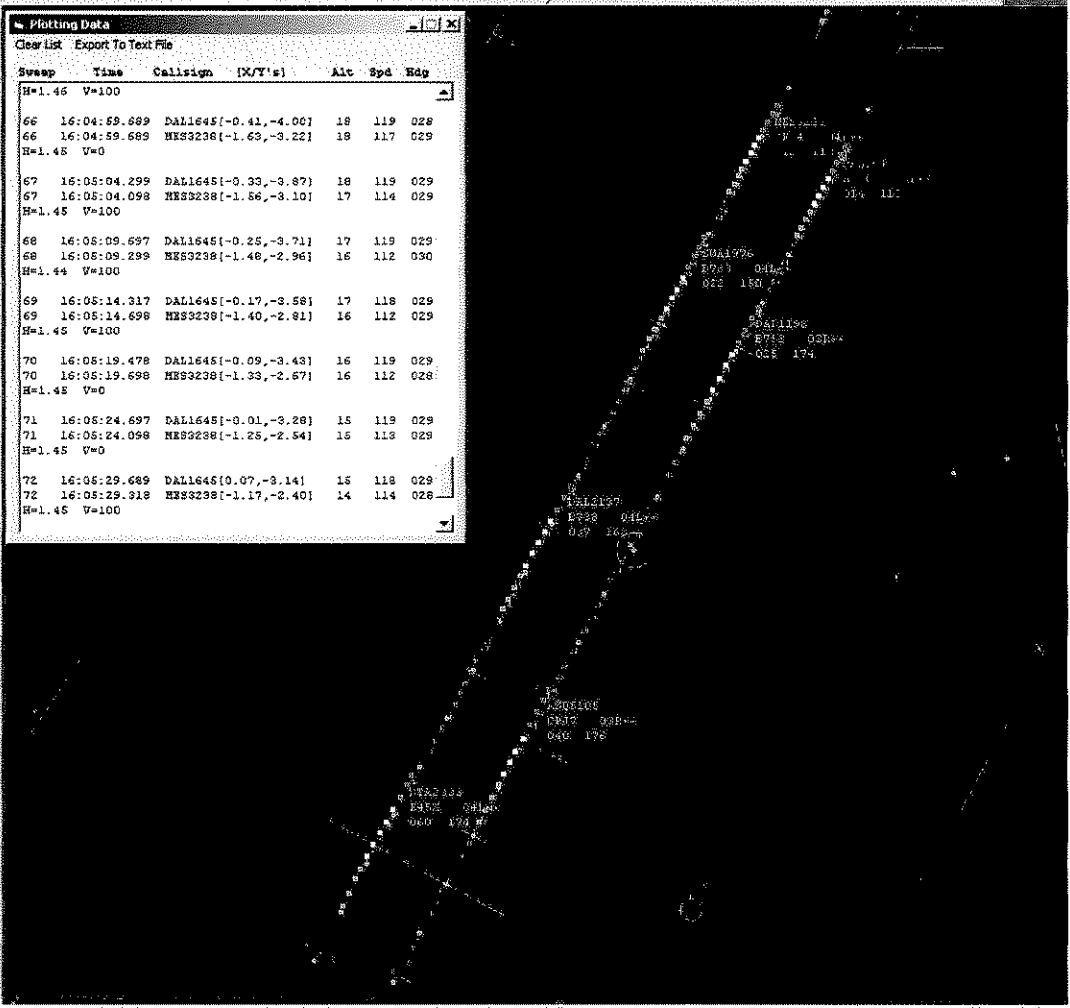 Plotting Data
Clear List Export To Text File
Sweep Time Callsign [X/Y's] Alt Spd Hdg
H=1.46 V=100
66 16:04:59.689 DAL1645[-0.41,-4.00] 18 119 028
66 16:04:59.689 MES3238[-1.63,-3.22] 18 117 029
H=1.45 V=0
67 16:05:04.299 DAL1645[-0.33,-3.87] 18 119 029
67 16:05:04.098 MES3238[-1.56,-3.10] 17 114 029
H=1.45 V=100
68 16:05:09.697 DAL1645[-0.25,-3.71] 17 119 029
68 16:05:09.299 MES3238[-1.48,-2.96] 16 112 030
H=1.44 V=100
69 16:05:14.317 DAL1645[-0.17,-3.58] 17 118 029
69 16:05:14.698 MES3238[-1.40,-2.81] 16 112 029
H=1.45 V=100
70 16:05:19.478 DAL1645[-0.09,-3.43] 16 119 029
70 16:05:19.698 MES3238[-1.33,-2.67] 16 112 028
H=1.45 V=0
71 16:05:24.697 DAL1645[-0.01,-3.28] 15 119 029
71 16:05:24.098 MES3238[-1.25,-2.54] 15 113 029
H=1.45 V=0
72 16:05:29.689 DAL1645[0.07,-3.14] 15 118 029
72 16:05:29.318 MES3238[-1.17,-2.40] 14 114 028
H=1.45 V=100
014
022 150
DAL1198
174
040 176
060 174